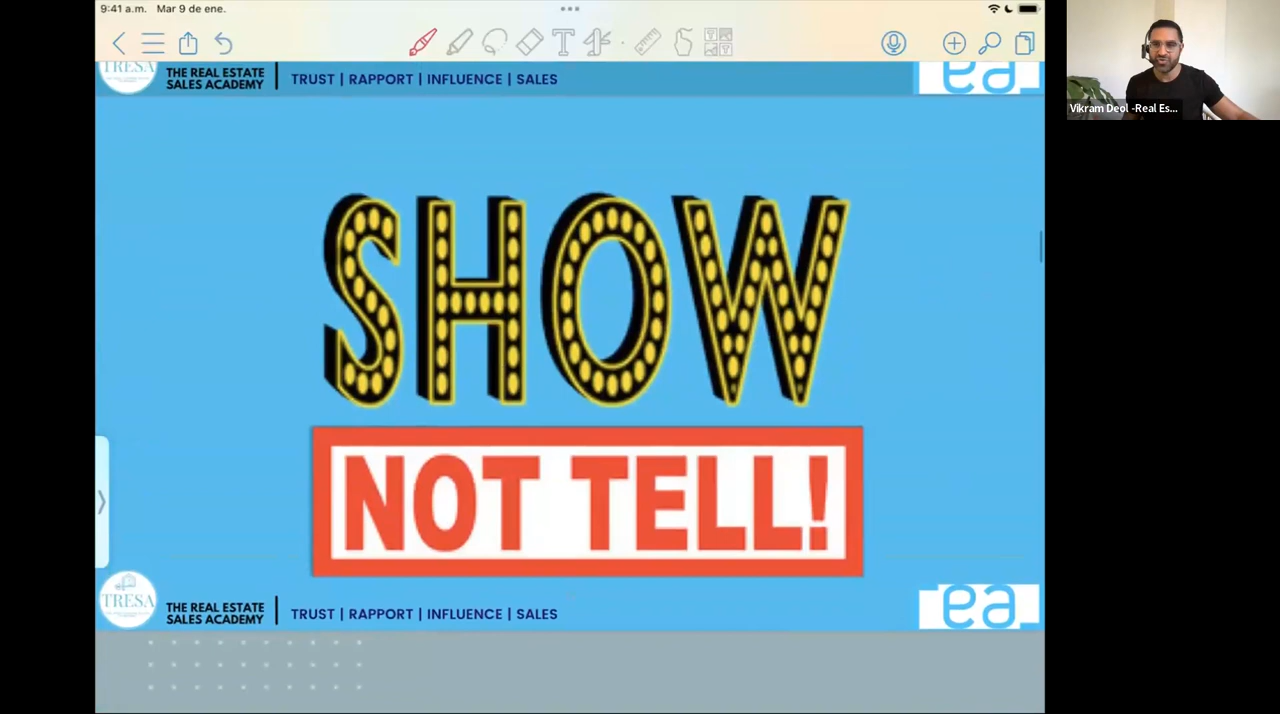 9:41 a.m. Mar 9 de ene.
TRESA
THE REAL ESTATE
SALES ACADEMY
TRUST | RAPPORT | INFLUENCE | SALES
ea
Vikram Deol -Real Es...
SHOW
NOT TELL!
TRESA
THE REAL ESTATE
SALES ACADEMY
TRUST | RAPPORT | INFLUENCE | SALES
ea